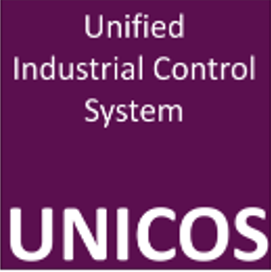 Unified
Industrial Control
System
UNICOS